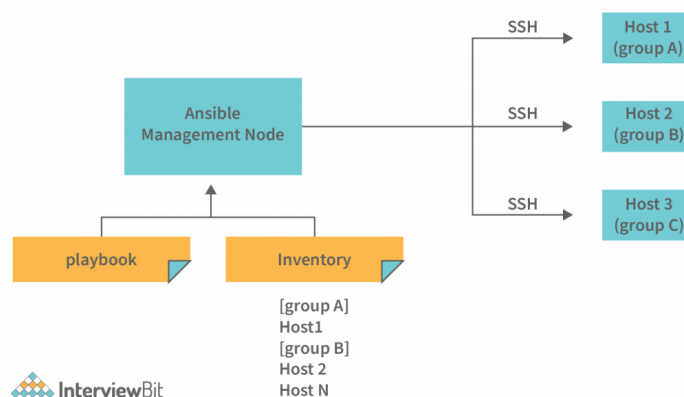 SSH
Host 1
(group A)
Ansible
Management Node
SSH
Host 2
(group B)
SSH
Host 3
(group C)
playbook
Inventory
[group A]
Host1
[group B]
Host 2
Host N
InterviewBit